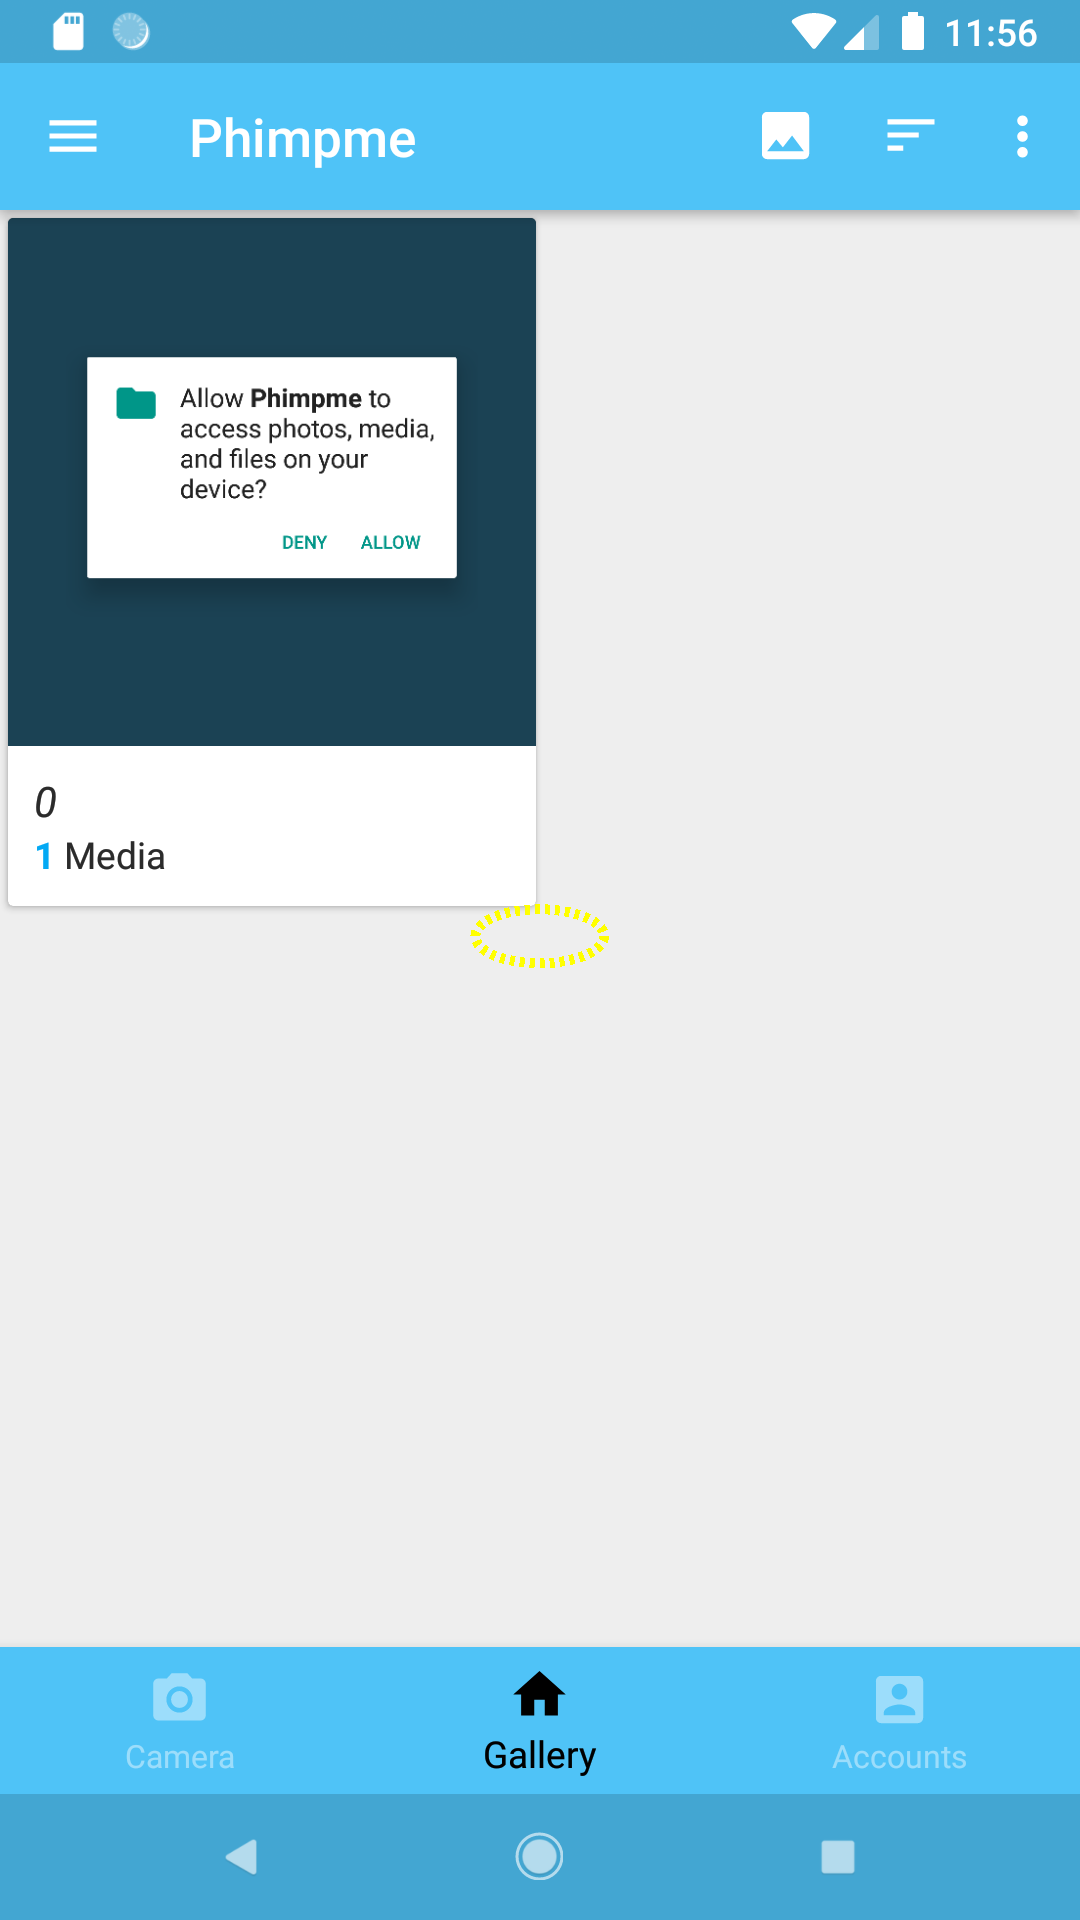 11:56
Phimpme
Allow Phimpme to
access photos, media,
and files on your
device?
DENY ALLOW
0
1 Media
Camera
Gallery
Accounts